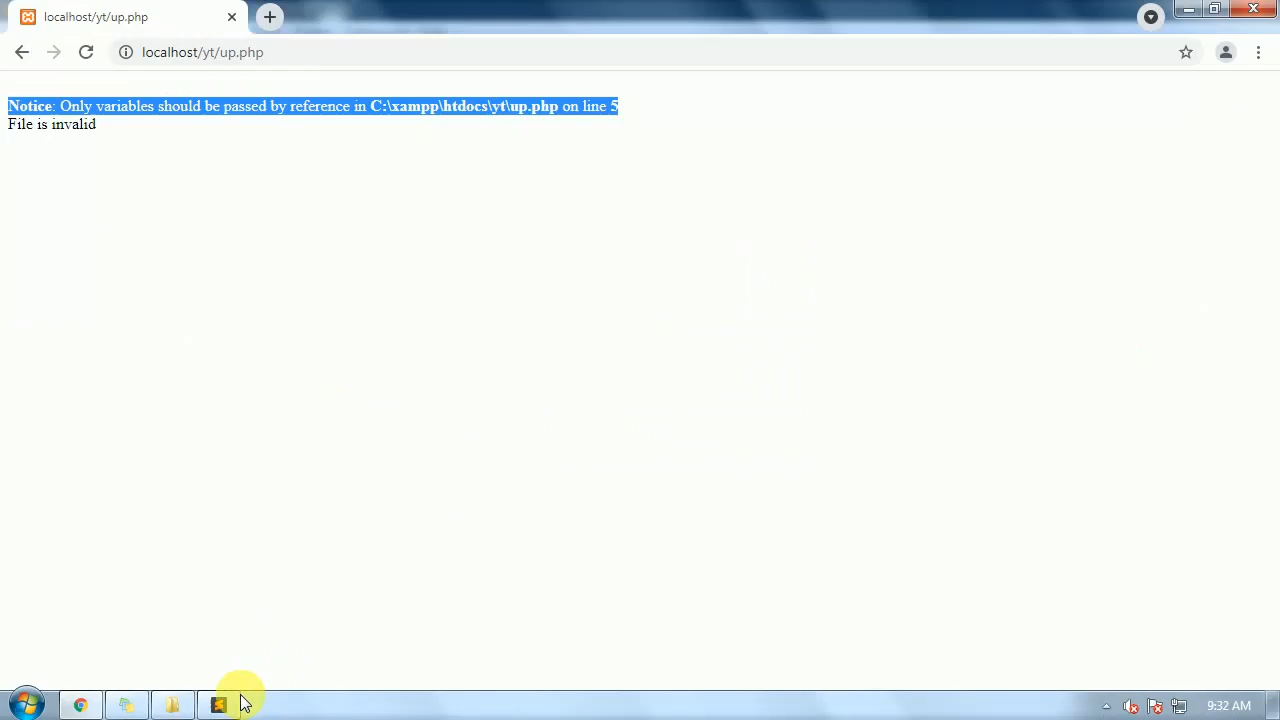 localhost/yt/up.php
localhost/yt/up.php
Notice: Only variables should be passed by reference in C:\xampp\htdocs\yt\up.php on line 5
File is invalid
9:32 AM